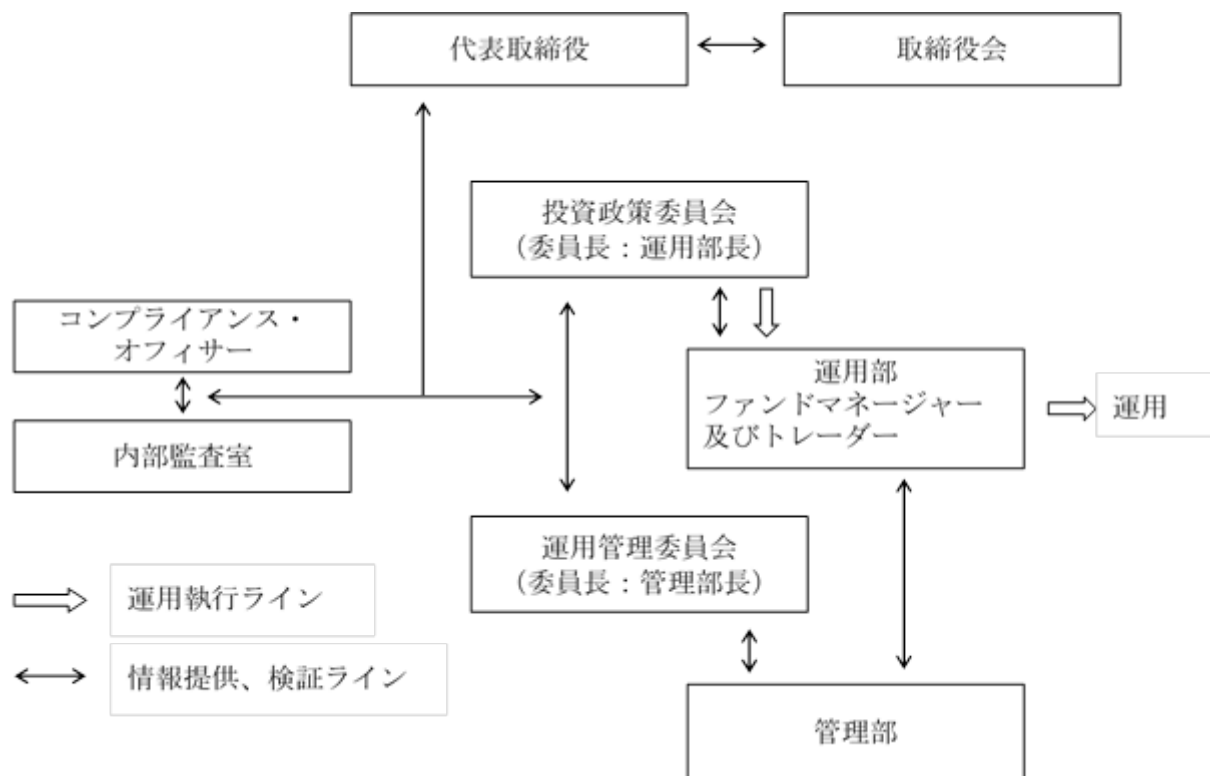 代表取締役
取締役会
投資政策委員会
（委員長：運用部長）
コンプライアンス・
オフィサー
運用部
ファンドマネージャー
及びトレーダー
運用
内部監査室
運用管理委員会
（委員長：管理部長）
運用執行ライン
情報提供、検証ライン
管理部